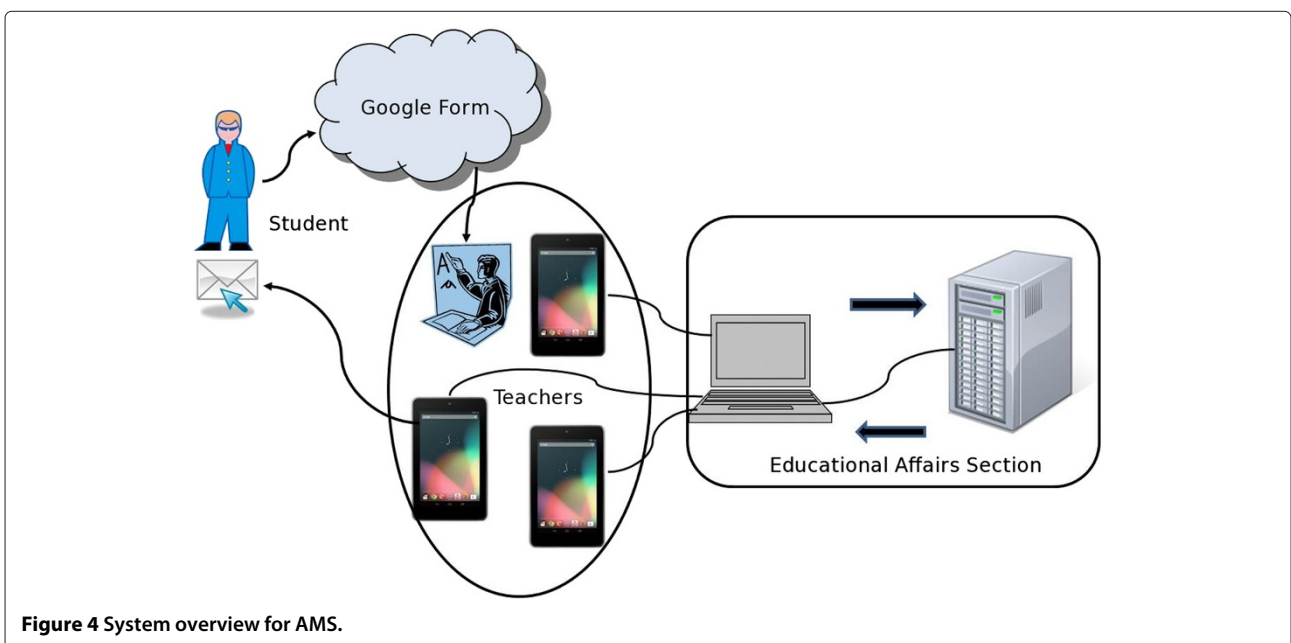 Google Form
Student
A
a
Teachers
Educational Affairs Section
Figure 4 System overview for AMS.